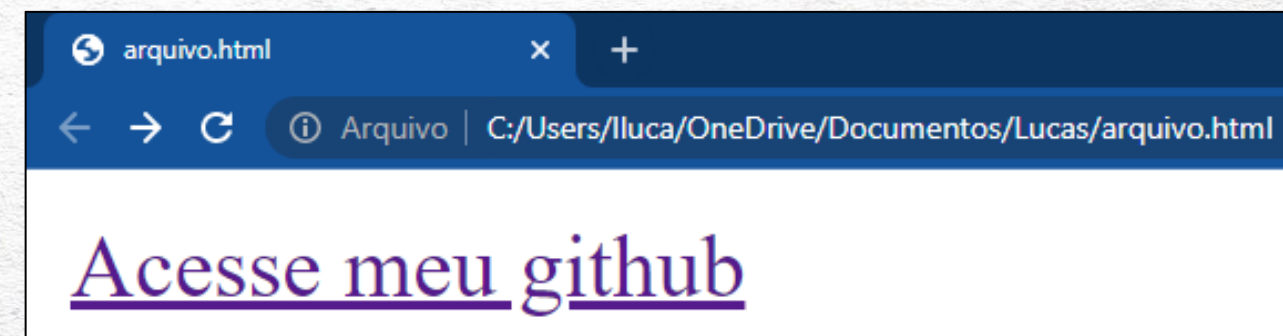 arquivo.html
Arquivo | C:/Users/lluca/OneDrive/Documentos/Lucas/arquivo.html
Acesse meu github